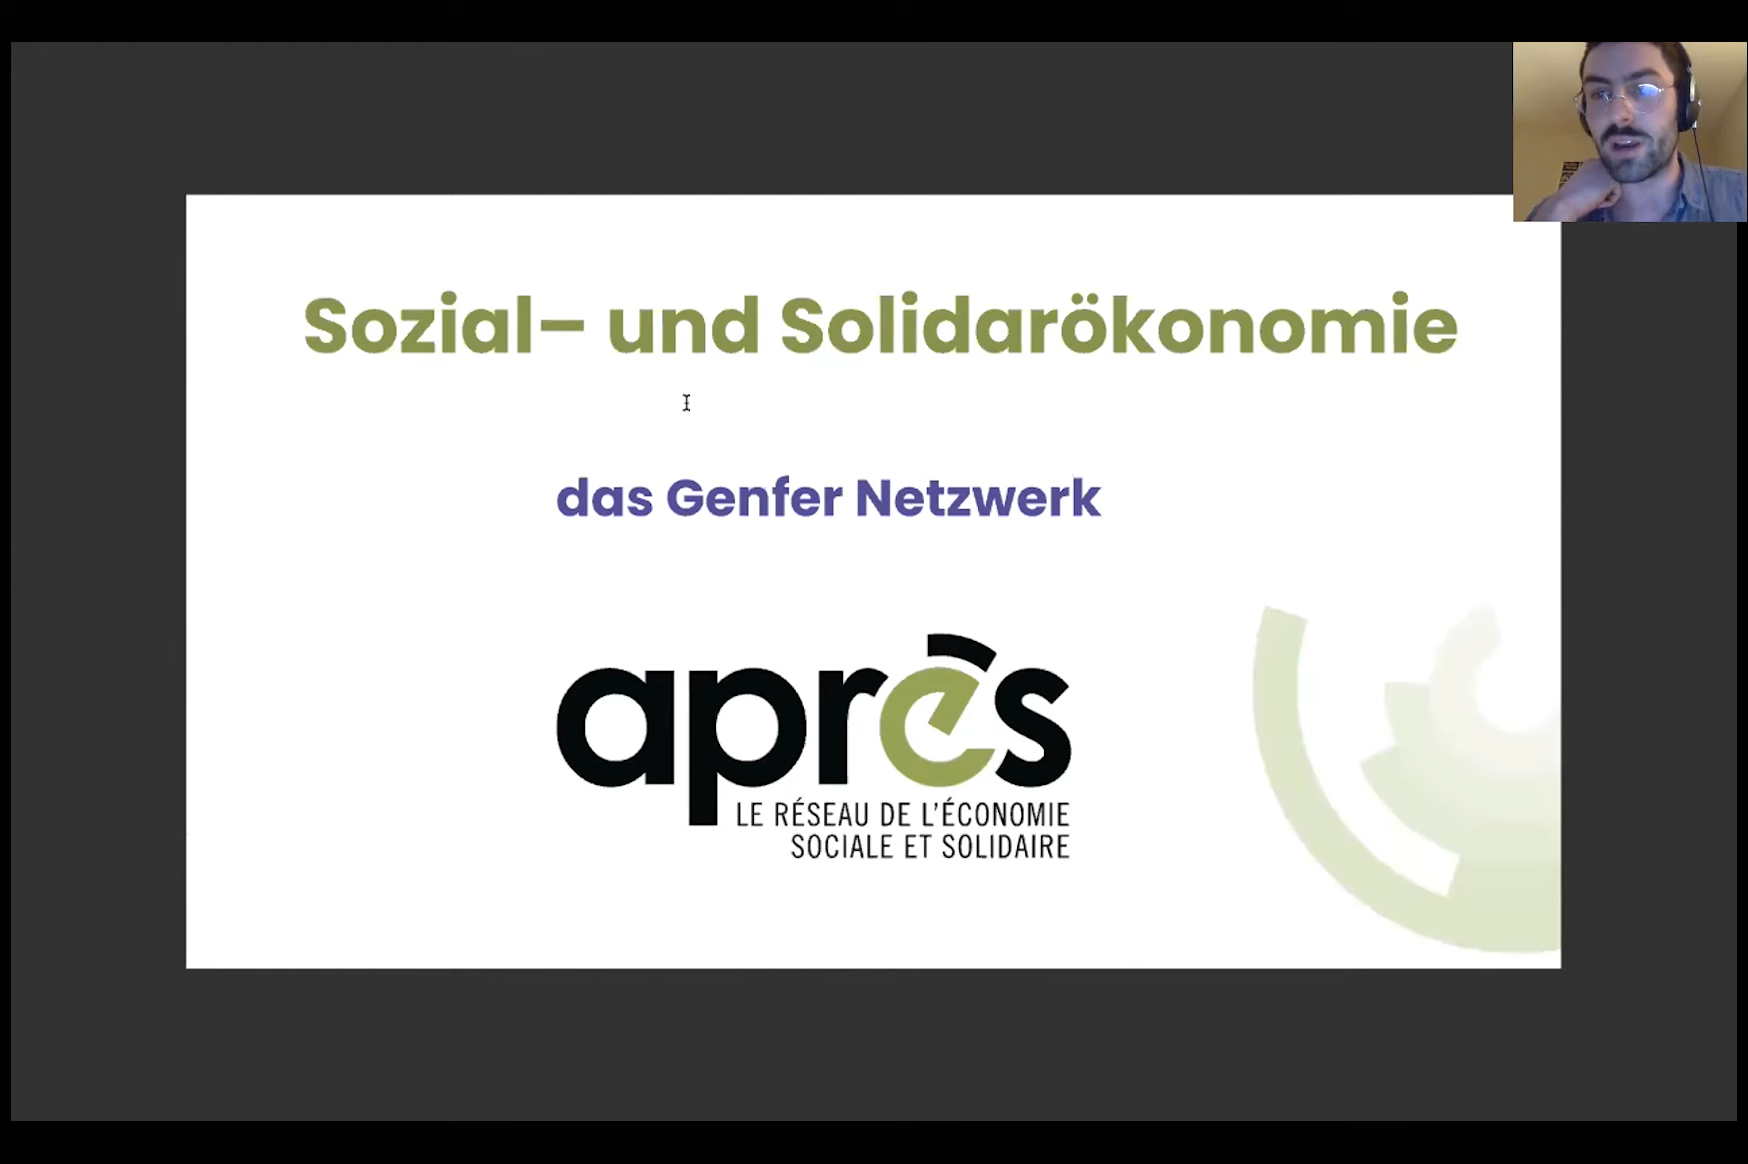 Sozial– und Solidarökonomie
das Genfer Netzwerk
après
LE RÉSEAU DE L'ÉCONOMIE
SOCIALE ET SOLIDAIRE